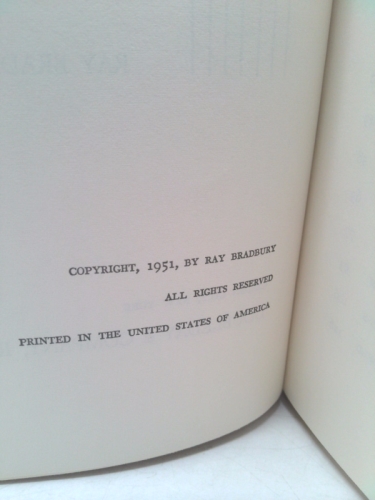 COPYRIGHT, 1951, BY RAY BRADBURY
ALL RIGHTS RESERVED
PRINTED IN THE UNITED STATES OF AMERICA